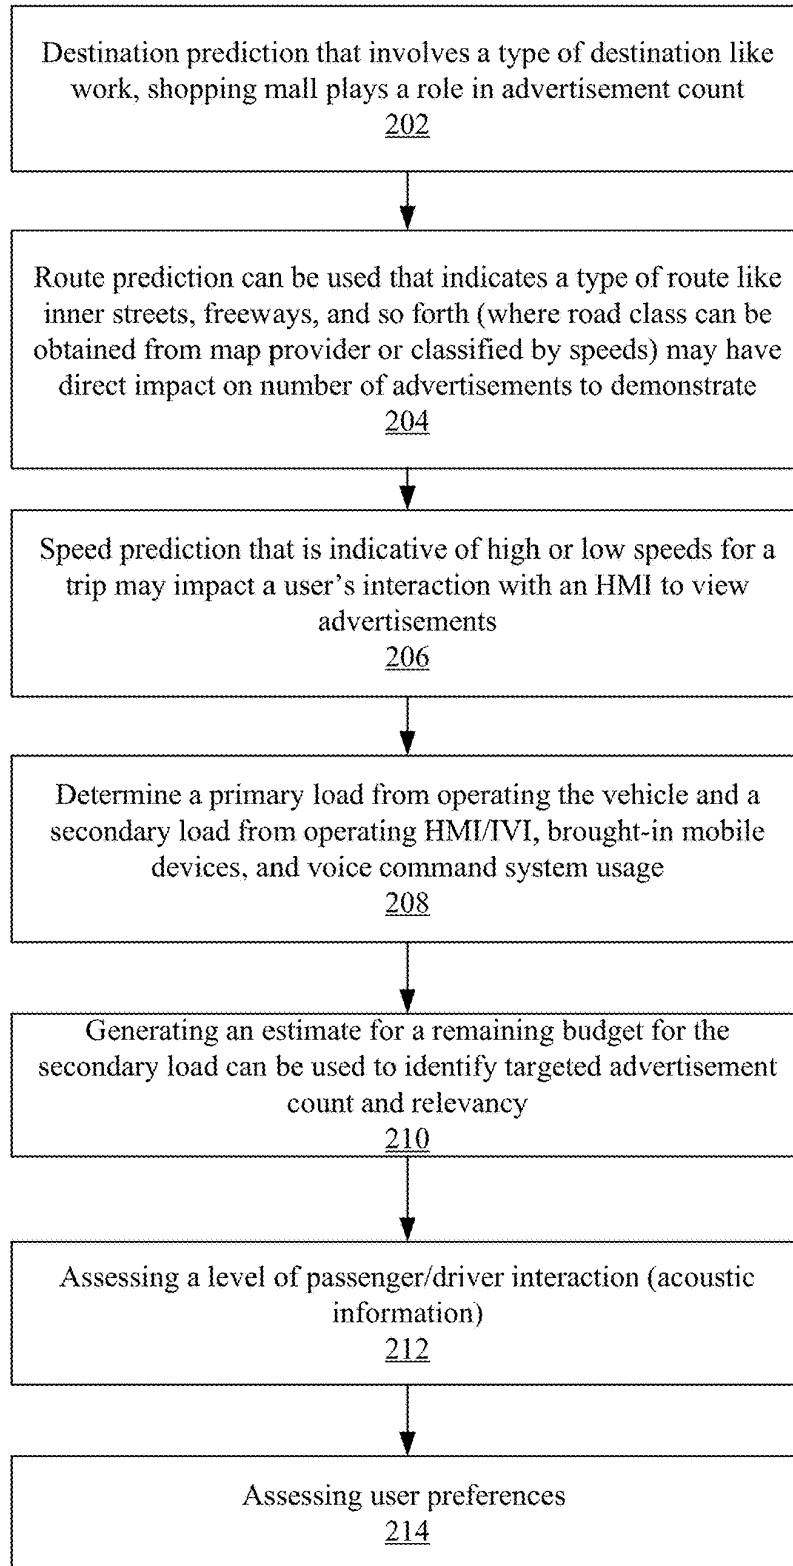 Destination prediction that involves a type of destination like
work, shopping mall plays a role in advertisement count
202
Route prediction can be used that indicates a type of route like
inner streets, freeways, and so forth (where road class can be
obtained from map provider or classified by speeds) may have
direct impact on number of advertisements to demonstrate
204
Speed prediction that is indicative of high or low speeds for a
trip may impact a user's interaction with an HMI to view
advertisements
206
Determine a primary load from operating the vehicle and a
secondary load from operating HMI/IVI, brought-in mobile
devices, and voice command system usage
208
Generating an estimate for a remaining budget for the
secondary load can be used to identify targeted advertisement
count and relevancy
210
Assessing a level of passenger/driver interaction (acoustic
information)
212
Assessing user preferences
214